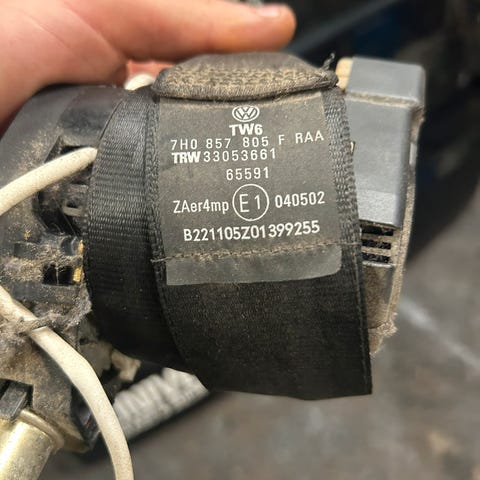 TW6
7H0 857 805 F RAA
TRW 33053661
65591
ZAer4mp E1 040502
B221105Z01399255